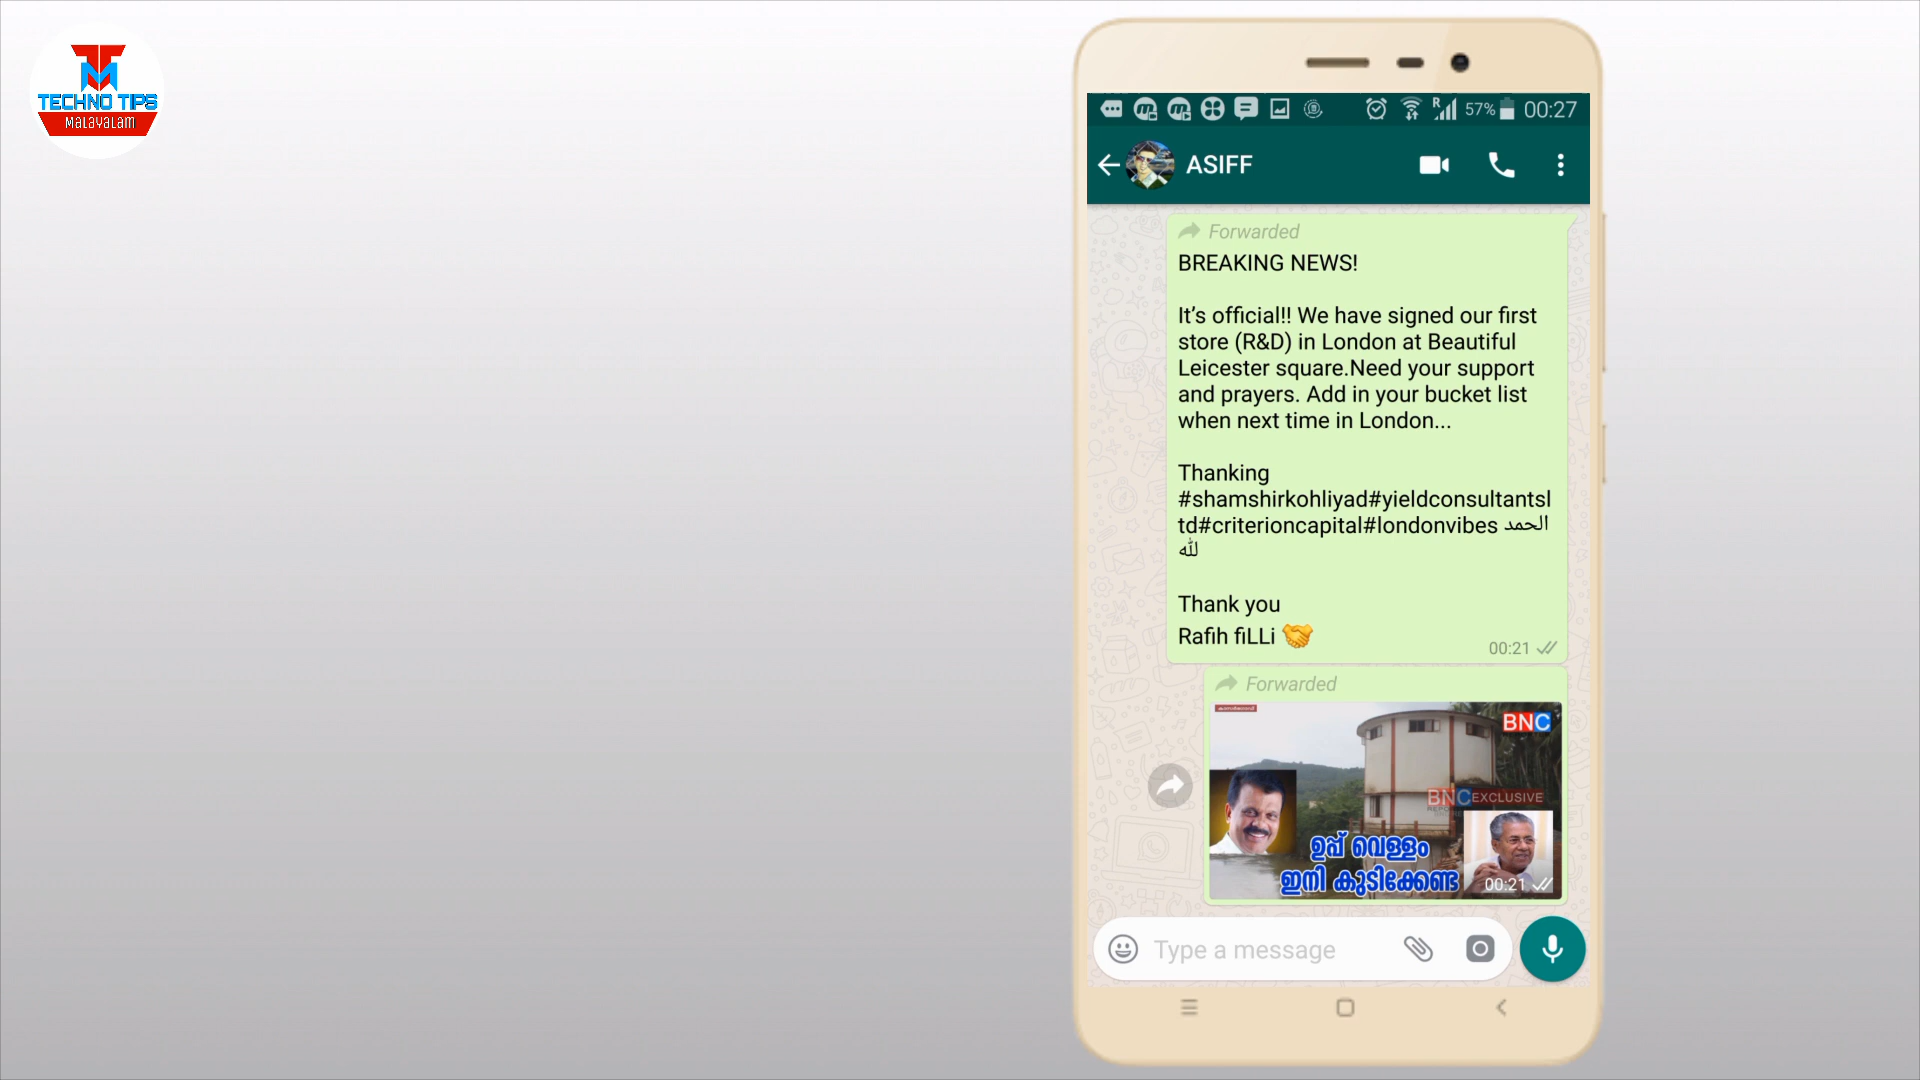 TM
TECHNO TIPS
MALAYALAM
R
57%
00:27
ASIFF
Forwarded
BREAKING NEWS!
It’s official!! We have signed our first
store (R&D) in London at Beautiful
Leicester square.Need your support
and prayers. Add in your bucket list
when next time in London...
Thanking
#shamshirkohliyad#yieldconsultantsl
td#criterioncapital#londonvibes الحمد
لله
Thank you
Rafih fiLLi 🤝
00:21
Forwarded
BNC
BNC EXCLUSIVE
ഉപ്പ് വെള്ളം
ഇനി കുടിക്കേണ്ട
00:21
Type a message